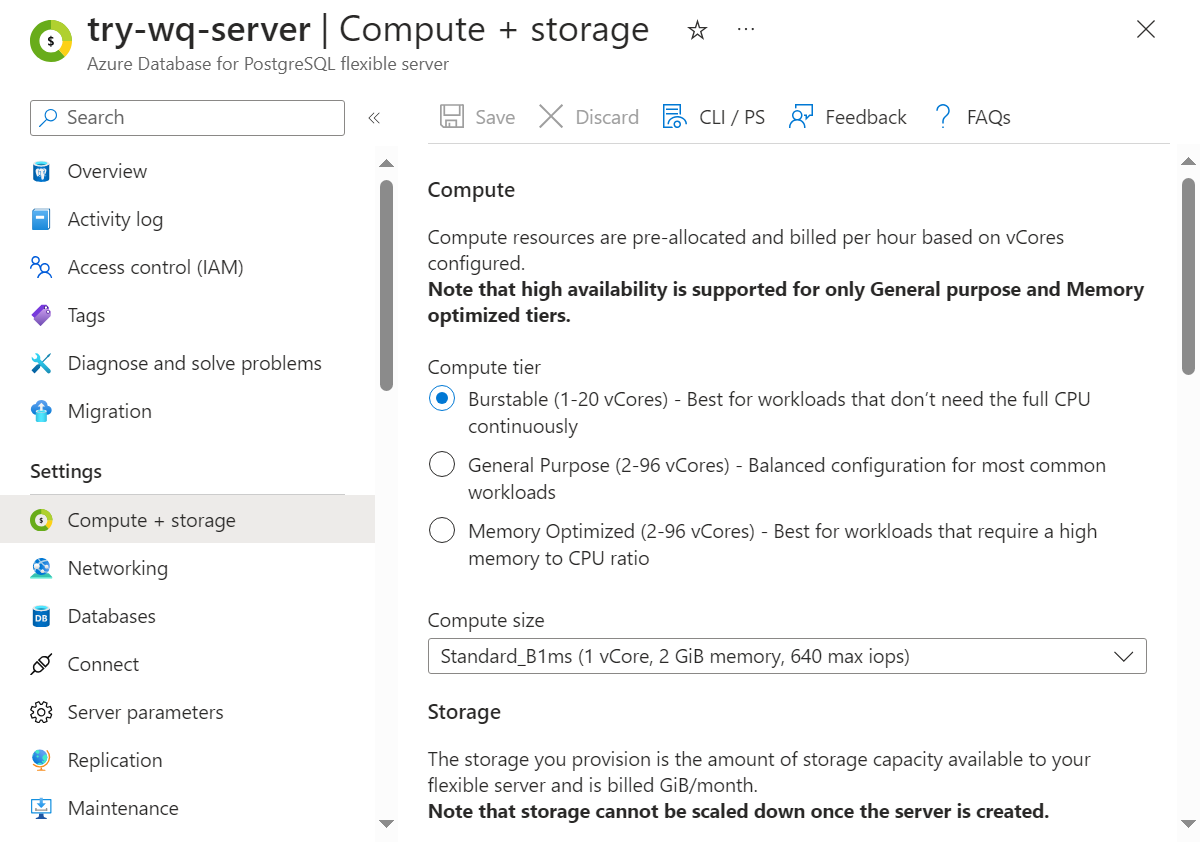 try-wq-server | Compute + storage
Azure Database for PostgreSQL flexible server
Search
Overview
Activity log
Access control (IAM)
Tags
Diagnose and solve problems
Migration
Settings
Compute + storage
Networking
DB
Databases
Connect
Server parameters
Replication
Maintenance
Save
Discard
CLI / PS
Feedback
FAQs
Compute
Compute resources are pre-allocated and billed per hour based on vCores
configured.
Note that high availability is supported for only General purpose and Memory
optimized tiers.
Compute tier
Burstable (1-20 vCores) - Best for workloads that don’t need the full CPU
continuously
General Purpose (2-96 vCores) - Balanced configuration for most common
workloads
Memory Optimized (2-96 vCores) - Best for workloads that require a high
memory to CPU ratio
Compute size
Standard_B1ms (1 vCore, 2 GiB memory, 640 max iops)
Storage
The storage you provision is the amount of storage capacity available to your
flexible server and is billed GiB/month.
Note that storage cannot be scaled down once the server is created.